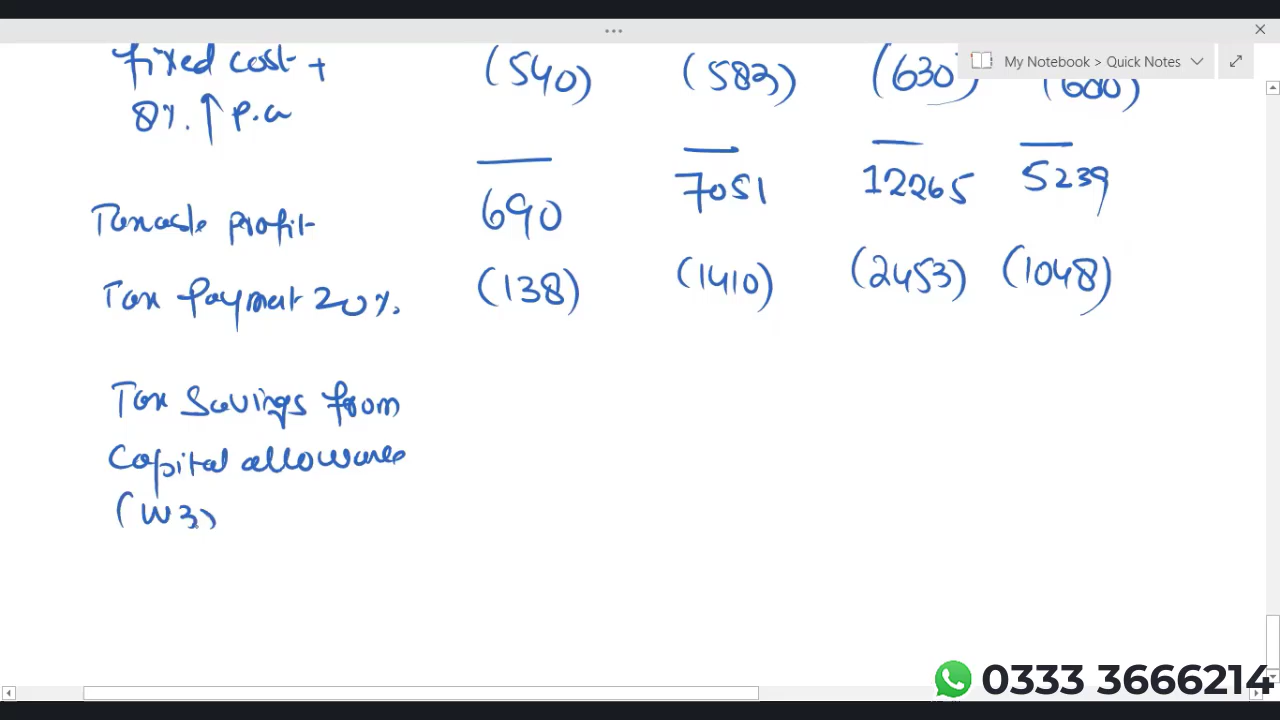 My Notebook > Quick Notes
fixed cost + (540) (583) (630) (680)
8% ↑ p.a
690 7051 12265 5239
Taxable profit
Tax Payment 20% (138) (1410) (2453) (1048)
Tax Savings from
Capital allowance
(W3)
0333 3666214